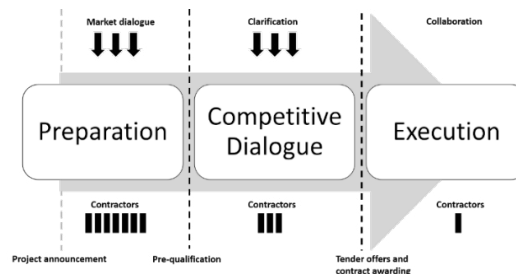 Market dialogue
Clarification
Collaboration
Preparation
Competitive
Dialogue
Execution
Contractors
Contractors
Contractors
Project announcement
Pre-qualification
Tender offers and
contract awarding